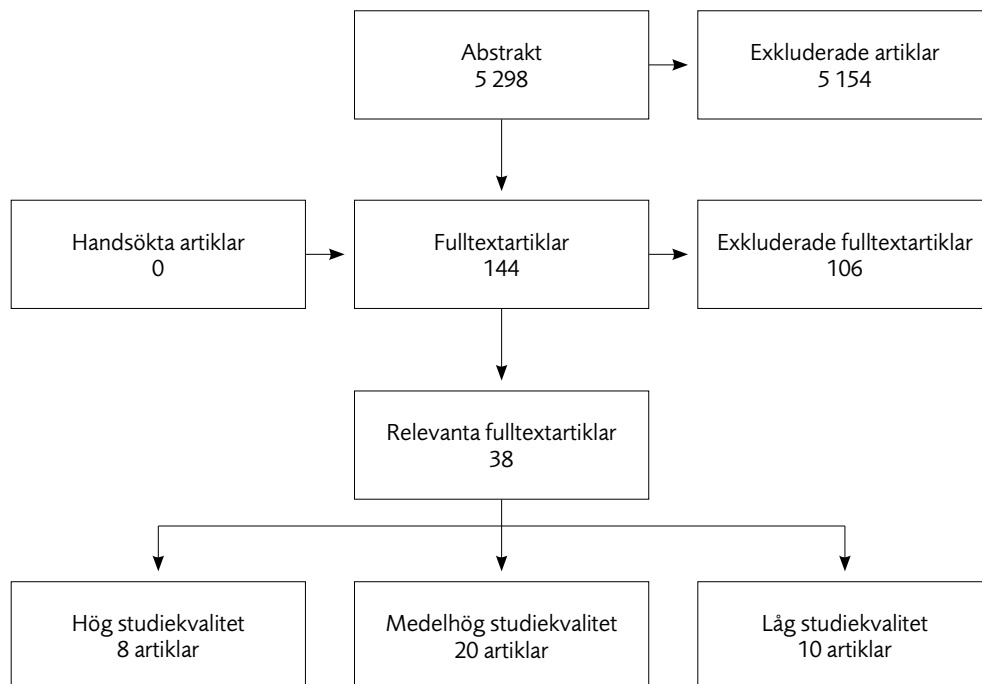 Abstrakt
5 298
Exkluderade artiklar
5 154
Handsökta artiklar
0
Fulltextartiklar
144
Exkluderade fulltextartiklar
106
Relevanta fulltextartiklar
38
Hög studiekvalitet
8 artiklar
Medelhög studiekvalitet
20 artiklar
Låg studiekvalitet
10 artiklar